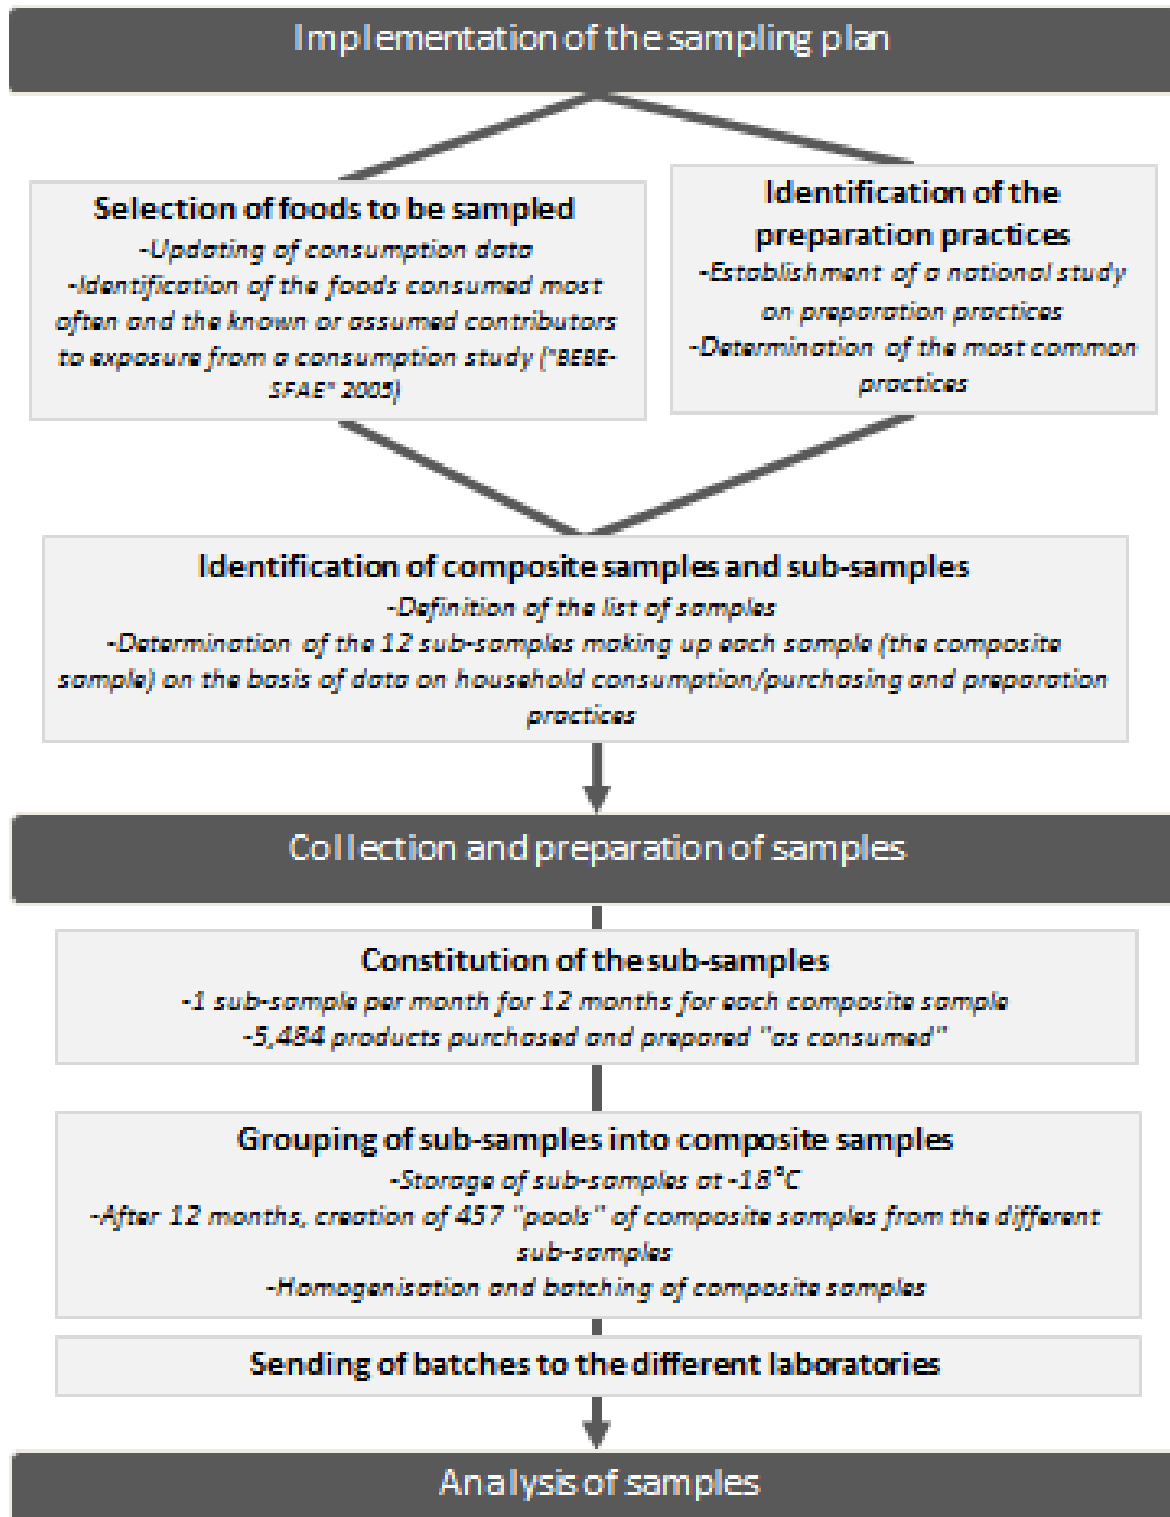 Implementation of the sampling plan
Selection of foods to be sampled
-Updating of consumption data
-Identification of the foods consumed most
often and the known or assumed contributors
to exposure from a consumption study ("BEBE-
SFAE" 2005)
Identification of the
preparation practices
-Establishment of a national study
on preparation practices
-Determination of the most common
practices
Identification of composite samples and sub-samples
-Definition of the list of samples
-Determination of the 12 sub-samples making up each sample (the composite
sample) on the basis of data on household consumption/purchasing and preparation
practices
Collection and preparation of samples
Constitution of the sub-samples
-1 sub-sample per month for 12 months for each composite sample
-5,484 products purchased and prepared "as consumed"
Grouping of sub-samples into composite samples
-Storage of sub-samples at -18°C
-After 12 months, creation of 457 "pools" of composite samples from the different
sub-samples
-Homogenisation and batching of composite samples
Sending of batches to the different laboratories
Analysis of samples